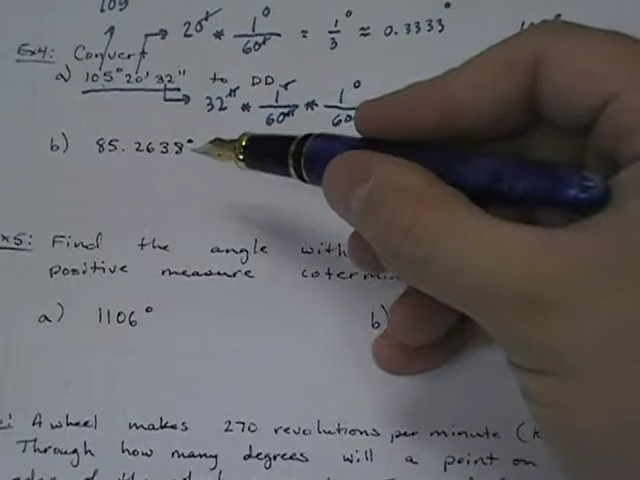 109
20' * 1°/60' = 1/3° ≈ 0.3333°
Ex4: Convert
a) 105° 20' 32" to DD
32" * 1'/60" * 1°/60
b) 85.2638°
Ex5: Find the angle with
positive measure
a) 1106° b)
A wheel makes 270 revolutions per minute
Through how many degrees will a point on